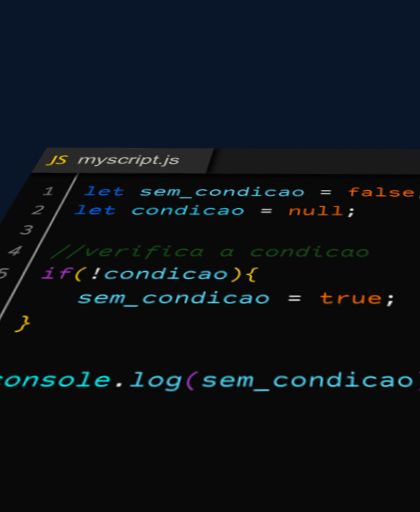 JS myscript.js
1 let sem_condicao = false;
2 let condicao = null;
3
4 //verifica a condicao
5 if(!condicao){
sem_condicao = true;
}
console.log(sem_condicao)